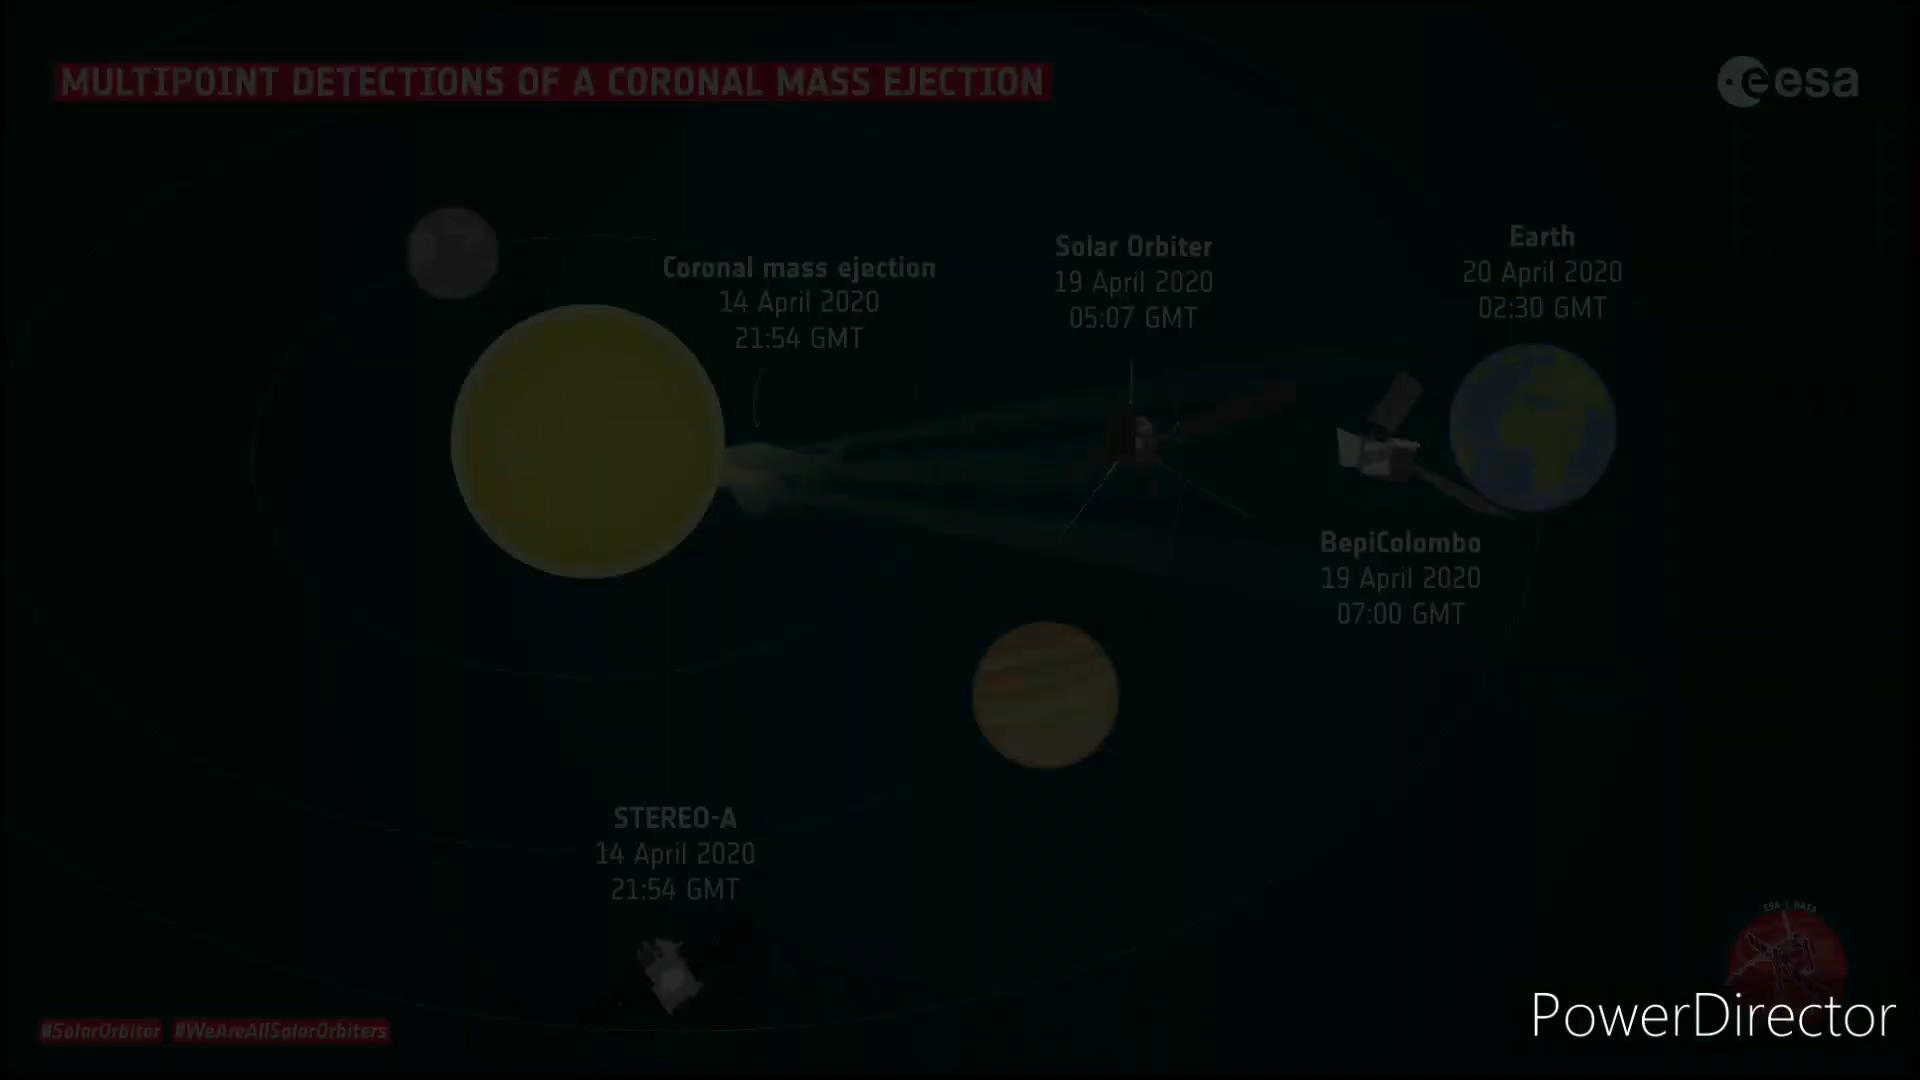 MULTIPOINT DETECTIONS OF A CORONAL MASS EJECTION
esa
Coronal mass ejection
14 April 2020
21:54 GMT
Solar Orbiter
19 April 2020
05:07 GMT
Earth
20 April 2020
02:30 GMT
BepiColombo
19 April 2020
07:00 GMT
STEREO-A
14 April 2020
21:54 GMT
ESA | NASA
#SolarOrbiter #WeAreAllSolarOrbiters
PowerDirector